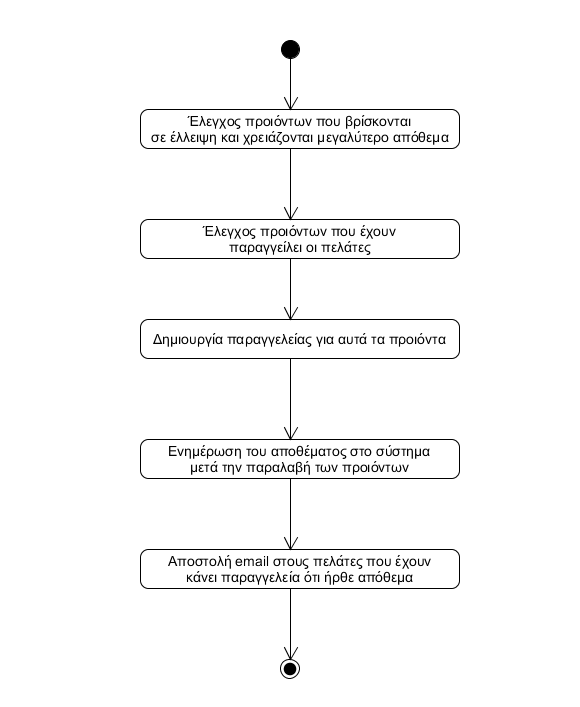 Έλεγχος προιόντων που βρίσκονται
σε έλλειψη και χρειάζονται μεγαλύτερο απόθεμα
Έλεγχος προιόντων που έχουν
παραγγείλει οι πελάτες
Δημιουργία παραγγελείας για αυτά τα προιόντα
Ενημέρωση του αποθέματος στο σύστημα
μετά την παραλαβή των προιόντων
Αποστολή email στους πελάτες που έχουν
κάνει παραγγελεία ότι ήρθε απόθεμα